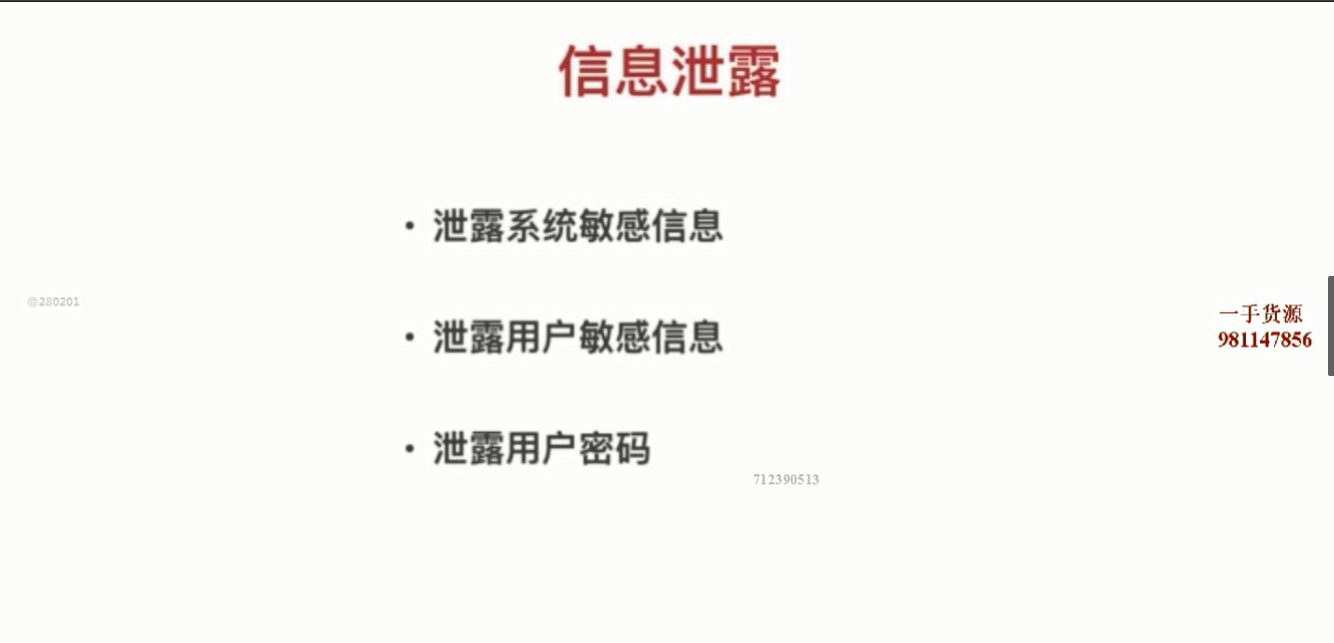 信息泄露
• 泄露系统敏感信息
@280201
一手货源
• 泄露用户敏感信息
981147856
• 泄露用户密码
712390513